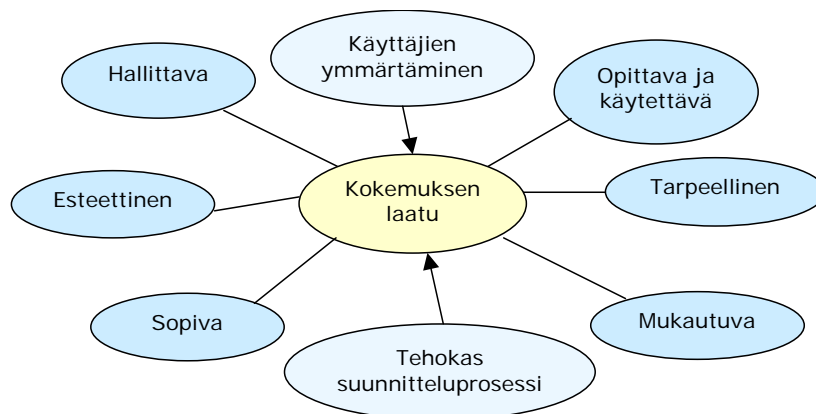 Käyttäjien
ymmärtäminen
Hallittava
Opittava ja
käytettävä
Esteettinen
Kokemuksen
laatu
Tarpeellinen
Sopiva
Mukautuva
Tehokas
suunnitteluprosessi